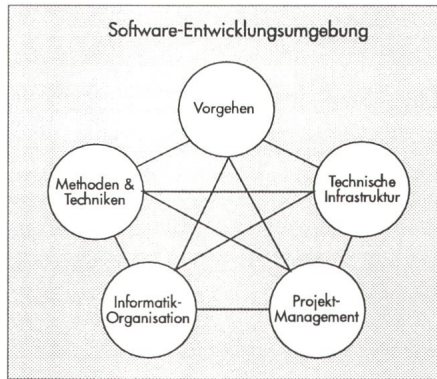 Software-Entwicklungsumgebung
Vorgehen
Methoden &
Techniken
Technische
Infrastruktur
Informatik-
Organisation
Projekt-
Management